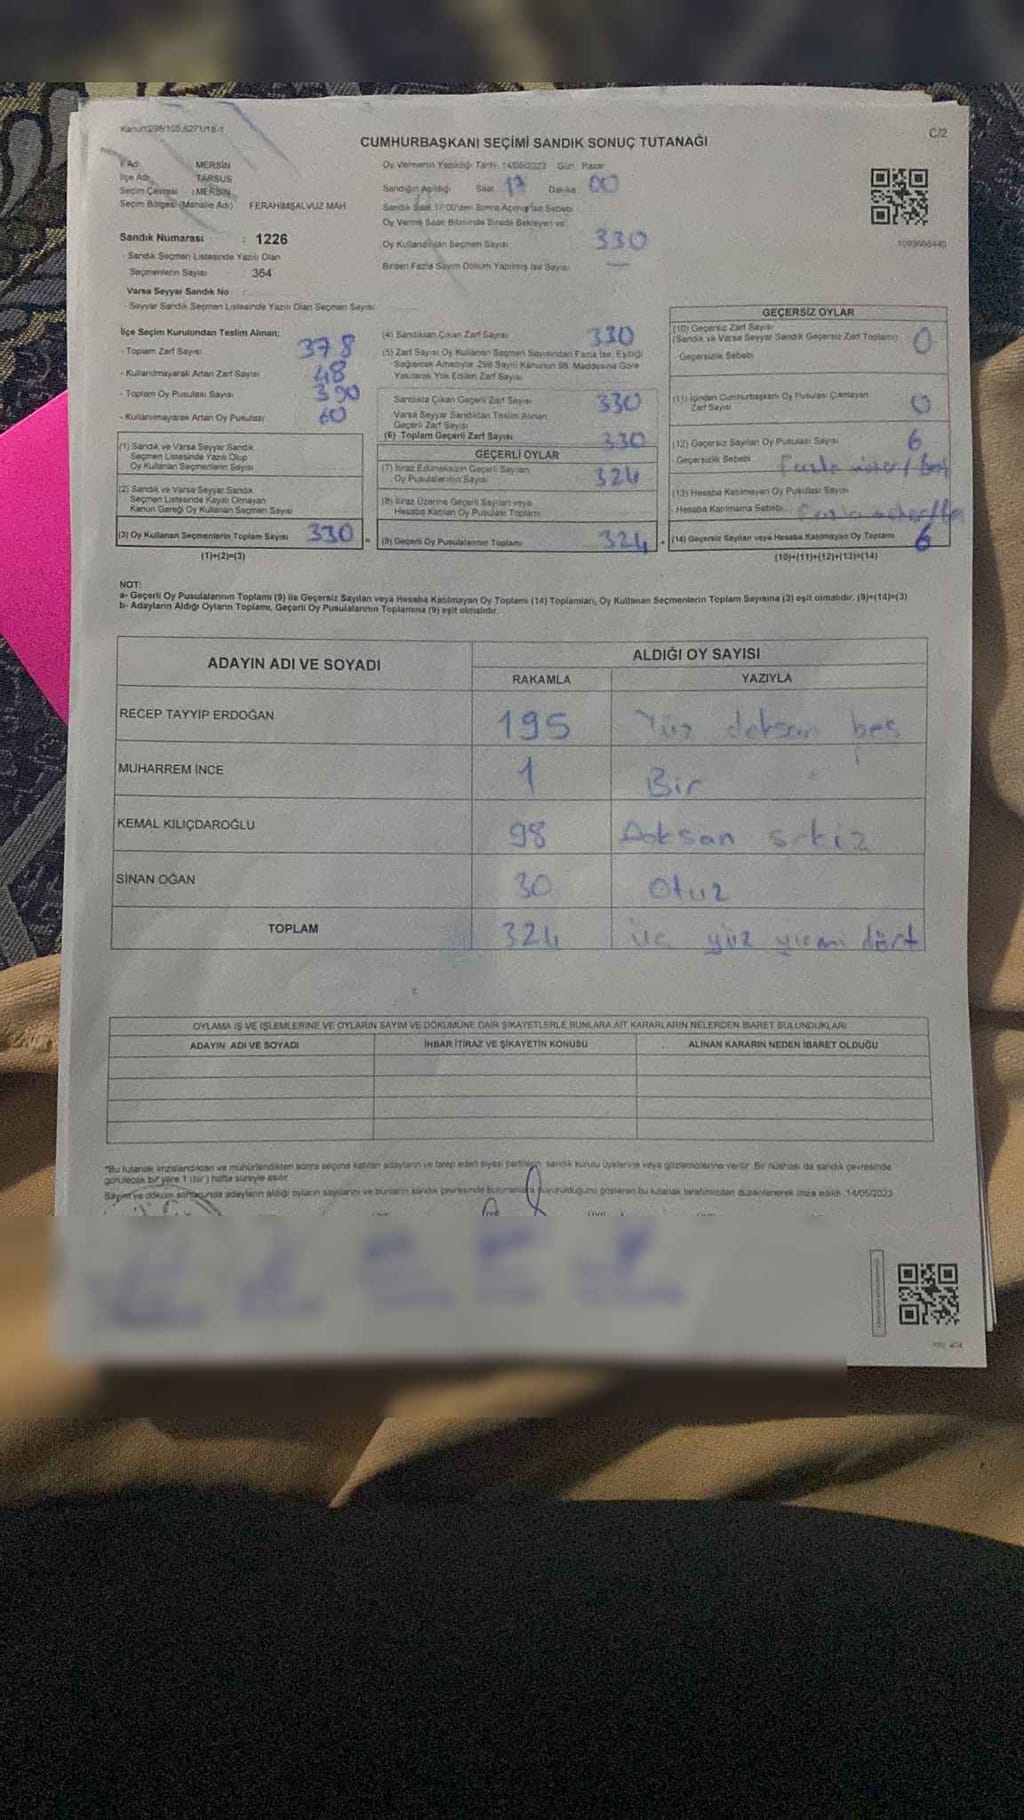 Kanun:298/105,6271/18-1
C/2
CUMHURBAŞKANI SEÇİMİ SANDIK SONUÇ TUTANAĞI
İl Adı : MERSİN
İlçe Adı : TARSUS
Seçim Çevresi : MERSİN
Seçim Bölgesi (Mahalle Adı) FERAHİMŞALVUZ MAH
Oy Vermenin Yapıldığı Tarih: 14/05/2023 Gün : Pazar
Sandığın Açıldığı Saat 17 Dakika 00
Sandık Saat 17:00'den Sonra Açılmış İse Sebebi
Oy Verme Saati Bitiminde Sırada Bekleyen vs
Oy Kullandırılan Seçmen Sayısı 330
Birden Fazla Sayım Döküm Yapılmış İse Sayısı
Sandık Numarası : 1226
- Sandık Seçmen Listesinde Yazılı Olan
Seçmenlerin Sayısı : 364
Varsa Seyyar Sandık No :
- Seyyar Sandık Seçmen Listesinde Yazılı Olan Seçmen Sayısı:
İlçe Seçim Kurulundan Teslim Alınan;
- Toplam Zarf Sayısı 378
- Kullanılmayarak Artan Zarf Sayısı 48
- Toplam Oy Pusulası Sayısı 390
- Kullanılmayarak Artan Oy Pusulası 60
(1) Sandık ve Varsa Seyyar Sandık
Seçmen Listesinde Yazılı Olup
Oy Kullanan Seçmenlerin Sayısı
(2) Sandık ve Varsa Seyyar Sandık
Seçmen Listesinde Kayıtlı Olmayan
Kanun Gereği Oy Kullanan Seçmen Sayısı
(3) Oy Kullanan Seçmenlerin Toplam Sayısı 330 =
(1)+(2)=(3)
(4) Sandıktan Çıkan Zarf Sayısı 330
(5) Zarf Sayısı Oy Kullanan Seçmen Sayısından Fazla İse, Eşitliği
Sağlamak Amacıyla, 298 Sayılı Kanunun 98. Maddesine Göre
Yakılarak Yok Edilen Zarf Sayısı
Sandıkta Çıkan Geçerli Zarf Sayısı 330
Varsa Seyyar Sandıktan Teslim Alınan
Geçerli Zarf Sayısı
(6) Toplam Geçerli Zarf Sayısı 330
GEÇERLİ OYLAR
(7) İtiraz Edilmeksizin Geçerli Sayılan
Oy Pusulalarının Sayısı 324
(8) İtiraz Üzerine Geçerli Sayılan veya
Hesaba Katılan Oy Pusulası Toplamı
(9) Geçerli Oy Pusulalarının Toplamı 324 +
GEÇERSİZ OYLAR
(10) Geçersiz Zarf Sayısı
(Sandık ve Varsa Seyyar Sandık Geçersiz Zarf Toplamı) 0
- Geçersizlik Sebebi
(11) İçinden Cumhurbaşkanı Oy Pusulası Çıkmayan
Zarf Sayısı 0
(12) Geçersiz Sayılan Oy Pusulası Sayısı 6
- Geçersizlik Sebebi : Fazla
(13) Hesaba Katılmayan Oy Pusulası Sayısı
- Hesaba Katılmama Sebebi :
(14) Geçersiz Sayılan veya Hesaba Katılmayan Oy Toplamı 6
(10)+(11)+(12)+(13)=(14)
NOT:
a- Geçerli Oy Pusulalarının Toplamı (9) ile Geçersiz Sayılan veya Hesaba Katılmayan Oy Toplamı (14) Toplamları, Oy Kullanan Seçmenlerin Toplam Sayısına (3) eşit olmalıdır. (9)+(14)=(3)
b- Adayların Aldığı Oyların Toplamı, Geçerli Oy Pusulalarının Toplamına (9) eşit olmalıdır.
ADAYIN ADI VE SOYADI
ALDIĞI OY SAYISI
RAKAMLA YAZIYLA
RECEP TAYYİP ERDOĞAN 195 Yüz doksan beş
MUHARREM İNCE 1 Bir
KEMAL KILIÇDAROĞLU 98 Doksan sekiz
SİNAN OĞAN 30 Otuz
TOPLAM 324 üç yüz yirmi dört
OYLAMA İŞ VE İŞLEMLERİNE VE OYLARIN SAYIM VE DÖKÜMÜNE DAİR ŞİKAYETLERLE BUNLARA AİT KARARLARIN NELERDEN İBARET BULUNDUKLARI
ADAYIN ADI VE SOYADI İHBAR İTİRAZ VE ŞİKAYETİN KONUSU ALINAN KARARIN NEDEN İBARET OLDUĞU
"Bu tutanak imzalandıktan ve mühürlendikten sonra seçime katılan adayların ve talep eden siyasi partilerin, sandık kurulu üyelerine veya gözlemcilerine verilir. Bir nüshası da sandık çevresinde
görülecek bir yere 1 (bir) hafta süreyle asılır
Sayım ve döküm sonucunda adayların aldığı oyların sayılarını ve bunların sandık çevresinde bulunanlara duyurulduğunu gösteren bu tutanak tarafımızdan düzenlenerek imza edildi. 14/05/2023